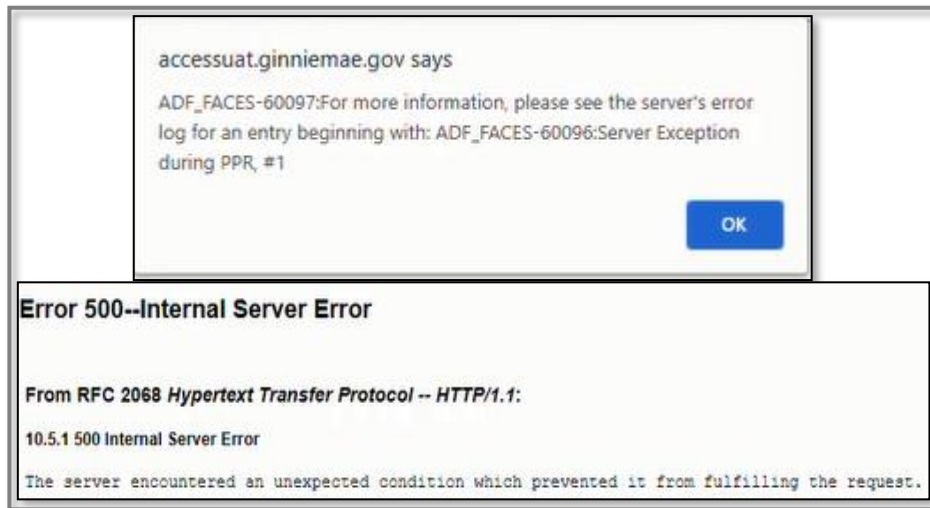 accessuat.ginniemae.gov says
ADF_FACES-60097:For more information, please see the server's error
log for an entry beginning with: ADF_FACES-60096:Server Exception
during PPR, #1
OK
Error 500--Internal Server Error
From RFC 2068 Hypertext Transfer Protocol -- HTTP/1.1:
10.5.1 500 Internal Server Error
The server encountered an unexpected condition which prevented it from fulfilling the request.